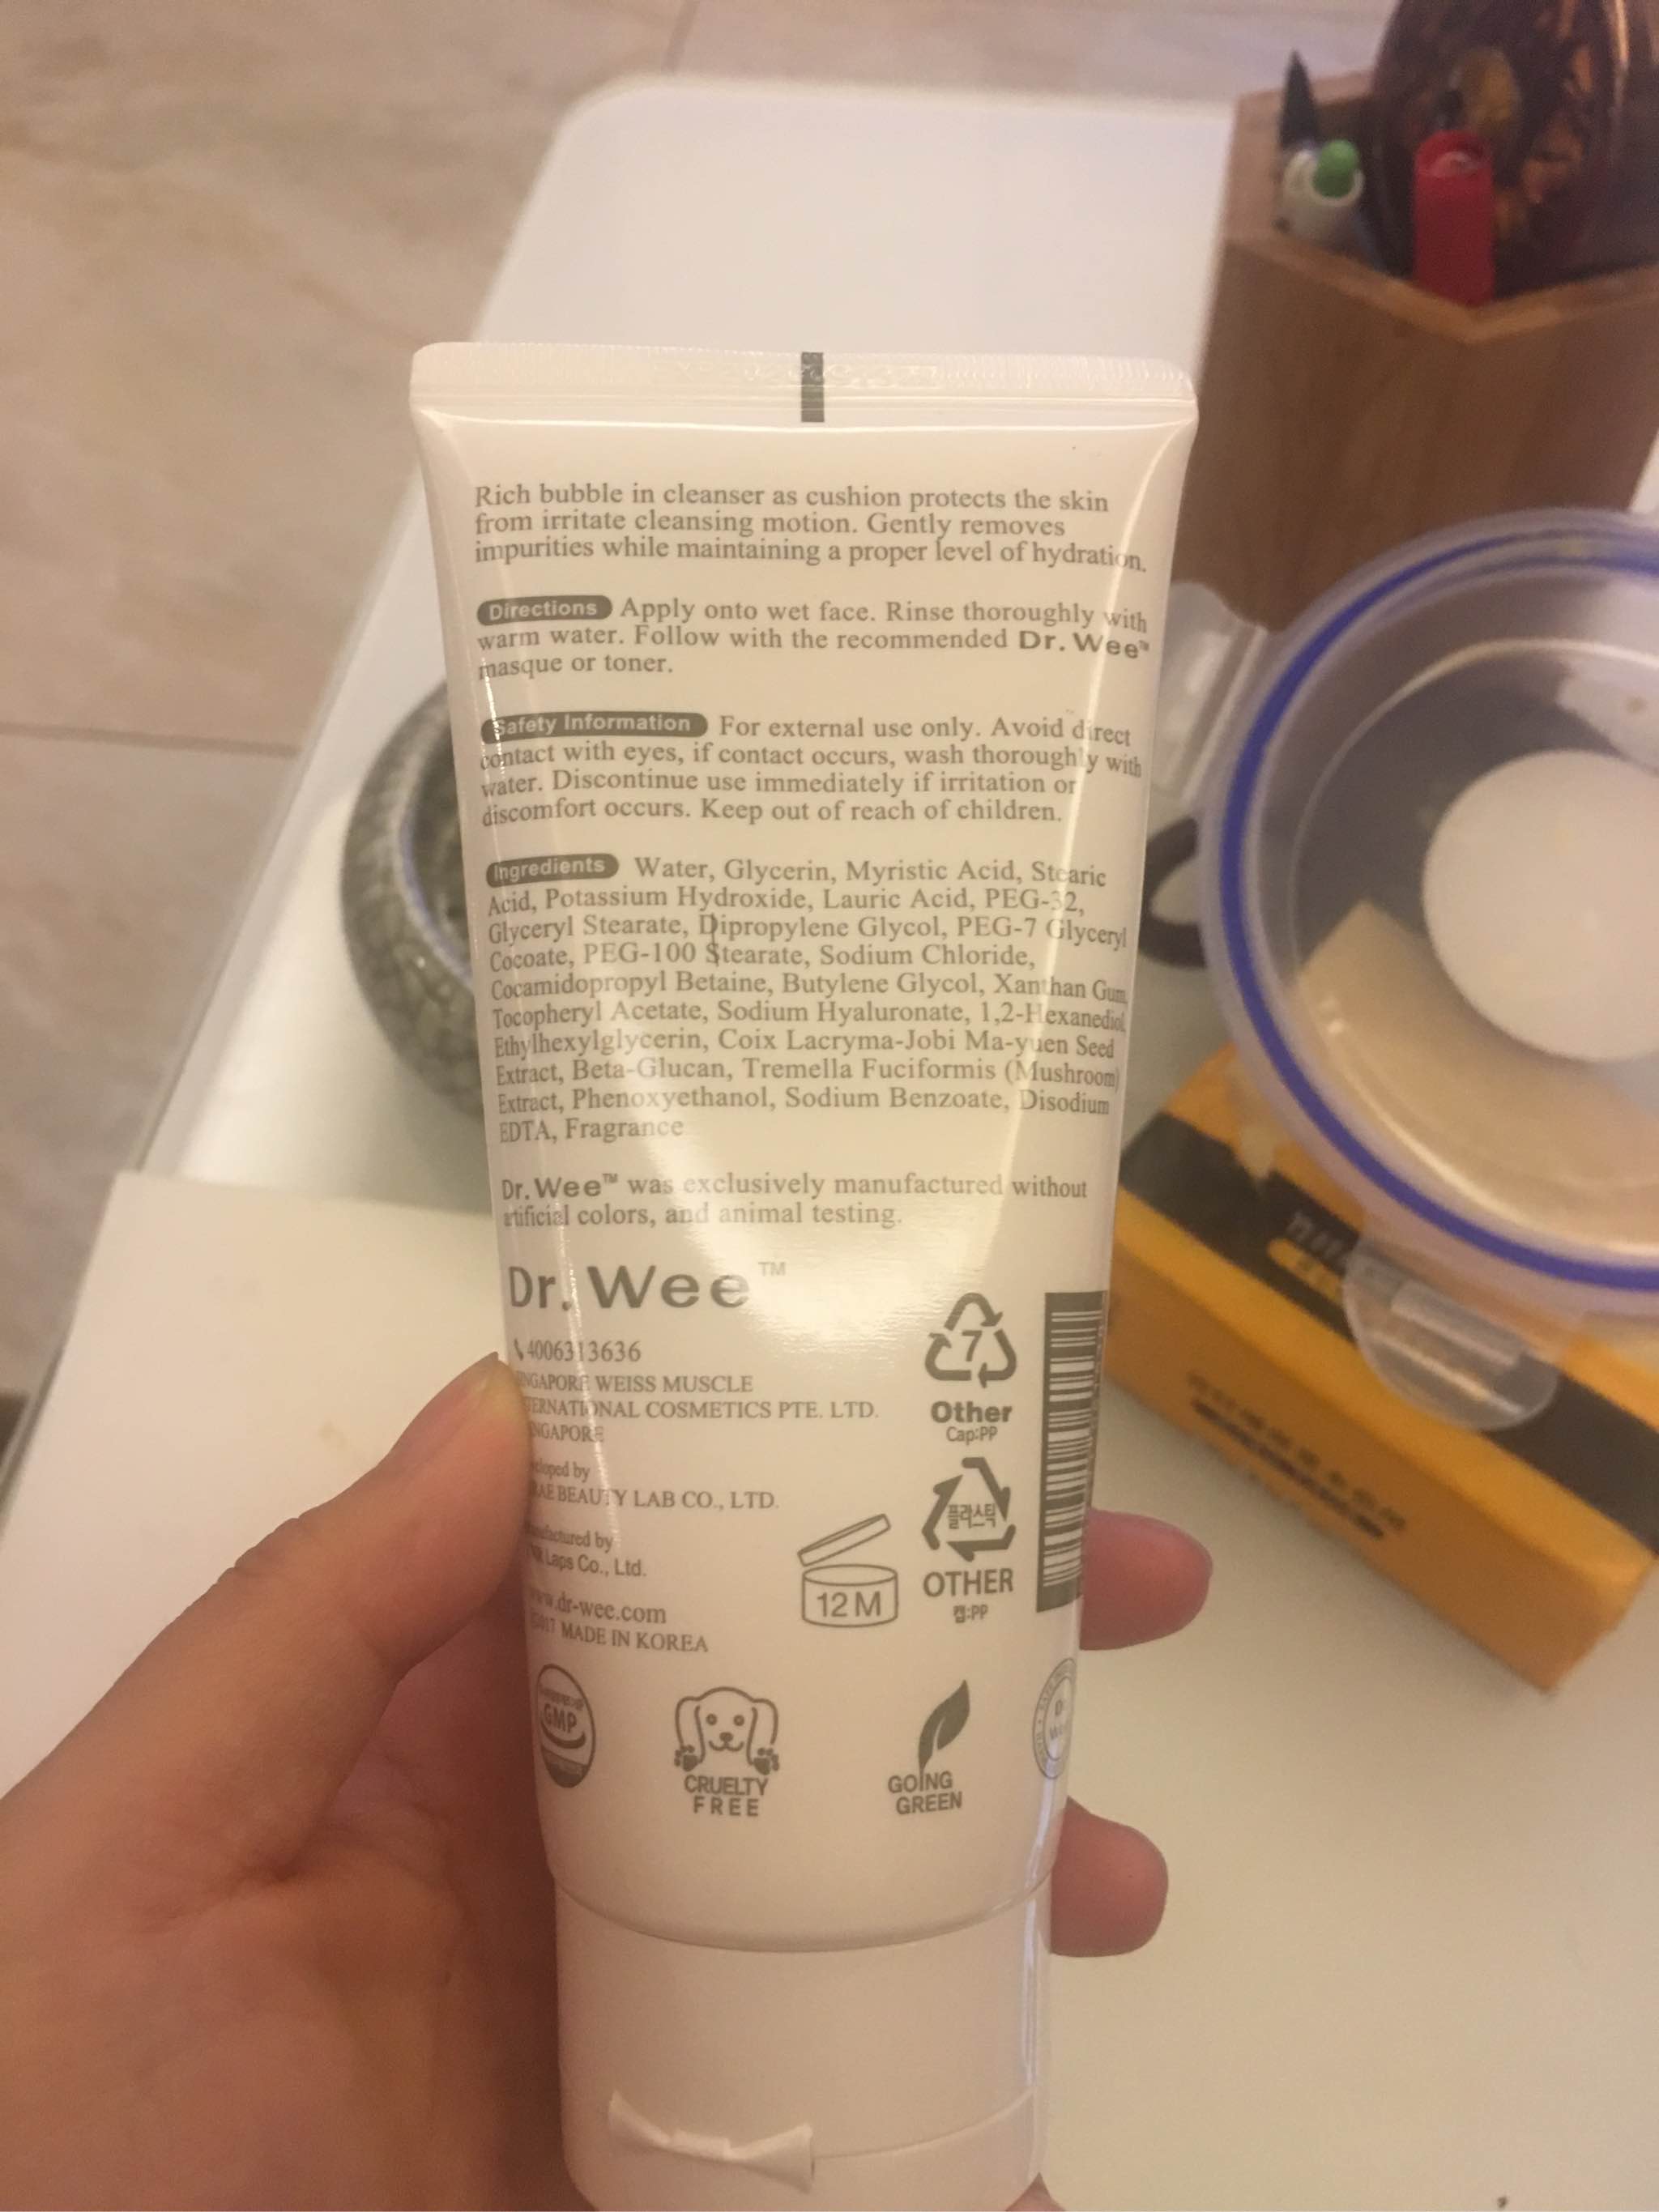 Rich bubble in cleanser as cushion protects the skin
from irritate cleansing motion. Gently removes
impurities while maintaining a proper level of hydration.
Directions Apply onto wet face. Rinse thoroughly with
warm water. Follow with the recommended Dr. Wee™
masque or toner.
Safety Information For external use only. Avoid direct
contact with eyes, if contact occurs, wash thoroughly with
water. Discontinue use immediately if irritation or
discomfort occurs. Keep out of reach of children.
Ingredients Water, Glycerin, Myristic Acid, Stearic
Acid, Potassium Hydroxide, Lauric Acid, PEG-32,
Glyceryl Stearate, Dipropylene Glycol, PEG-7 Glyceryl
Cocoate, PEG-100 Stearate, Sodium Chloride,
Cocamidopropyl Betaine, Butylene Glycol, Xanthan Gum,
Tocopheryl Acetate, Sodium Hyaluronate, 1,2-Hexanediol,
Ethylhexylglycerin, Coix Lacryma-Jobi Ma-yuen Seed
Extract, Beta-Glucan, Tremella Fuciformis (Mushroom)
Extract, Phenoxyethanol, Sodium Benzoate, Disodium
EDTA, Fragrance
Dr. Wee™ was exclusively manufactured without
artificial colors, and animal testing.
Dr. Wee™
4006313636
WEISS MUSCLE
COSMETICS PTE. LTD.
by
BEAUTY LAB CO., LTD.
by
Laps Co., Ltd.
www.dr-wee.com
MADE IN KOREA
7
Other
Cap:PP
플라스틱
OTHER
캡:PP
12M
GMP
CRUELTY
FREE
GOING
GREEN